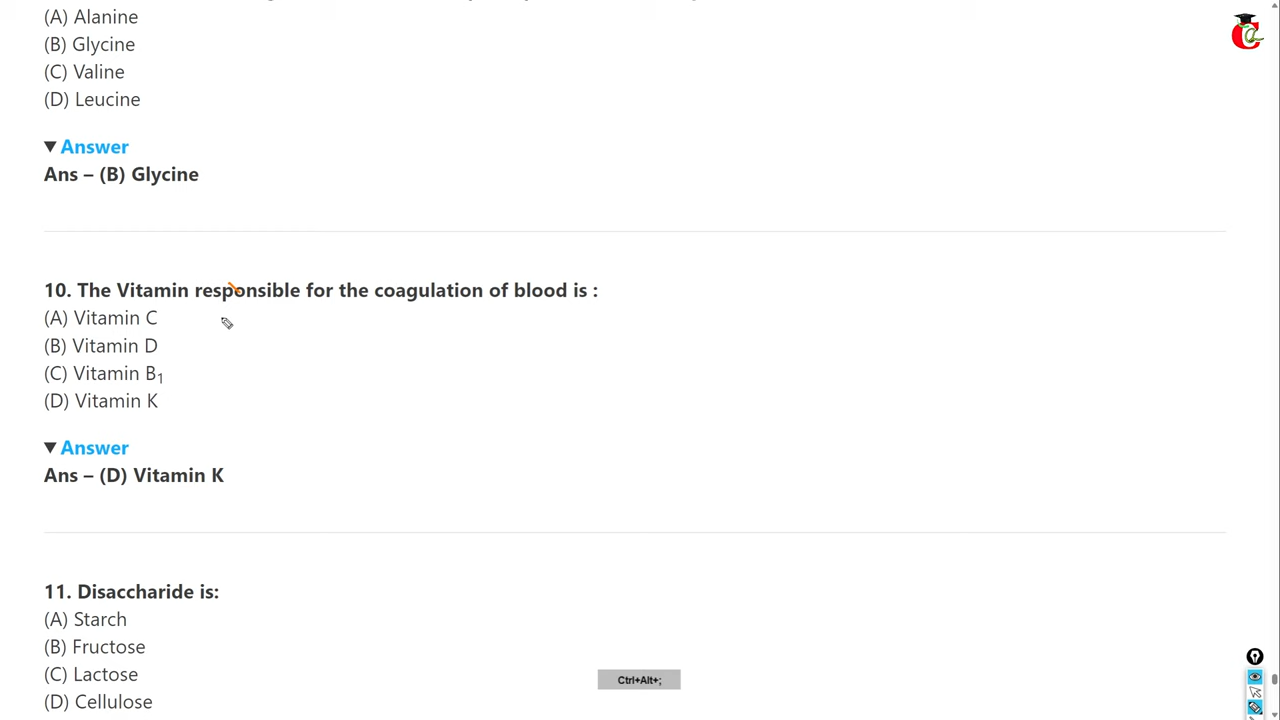 (A) Alanine
(B) Glycine
(C) Valine
(D) Leucine
▼ Answer
Ans – (B) Glycine
10. The Vitamin responsible for the coagulation of blood is :
(A) Vitamin C
(B) Vitamin D
(C) Vitamin B₁
(D) Vitamin K
▼ Answer
Ans – (D) Vitamin K
11. Disaccharide is:
(A) Starch
(B) Fructose
(C) Lactose
(D) Cellulose
Ctrl+Alt+;